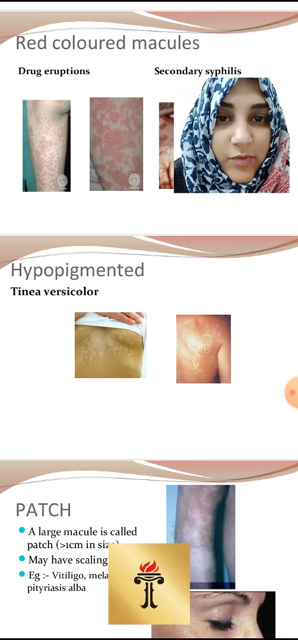 Red coloured macules
Drug eruptions
Secondary syphilis
Hypopigmented
Tinea versicolor
PATCH
A large macule is called
patch (>1cm in size)
May have scaling
Eg :- Vitiligo,
pityriasis alba